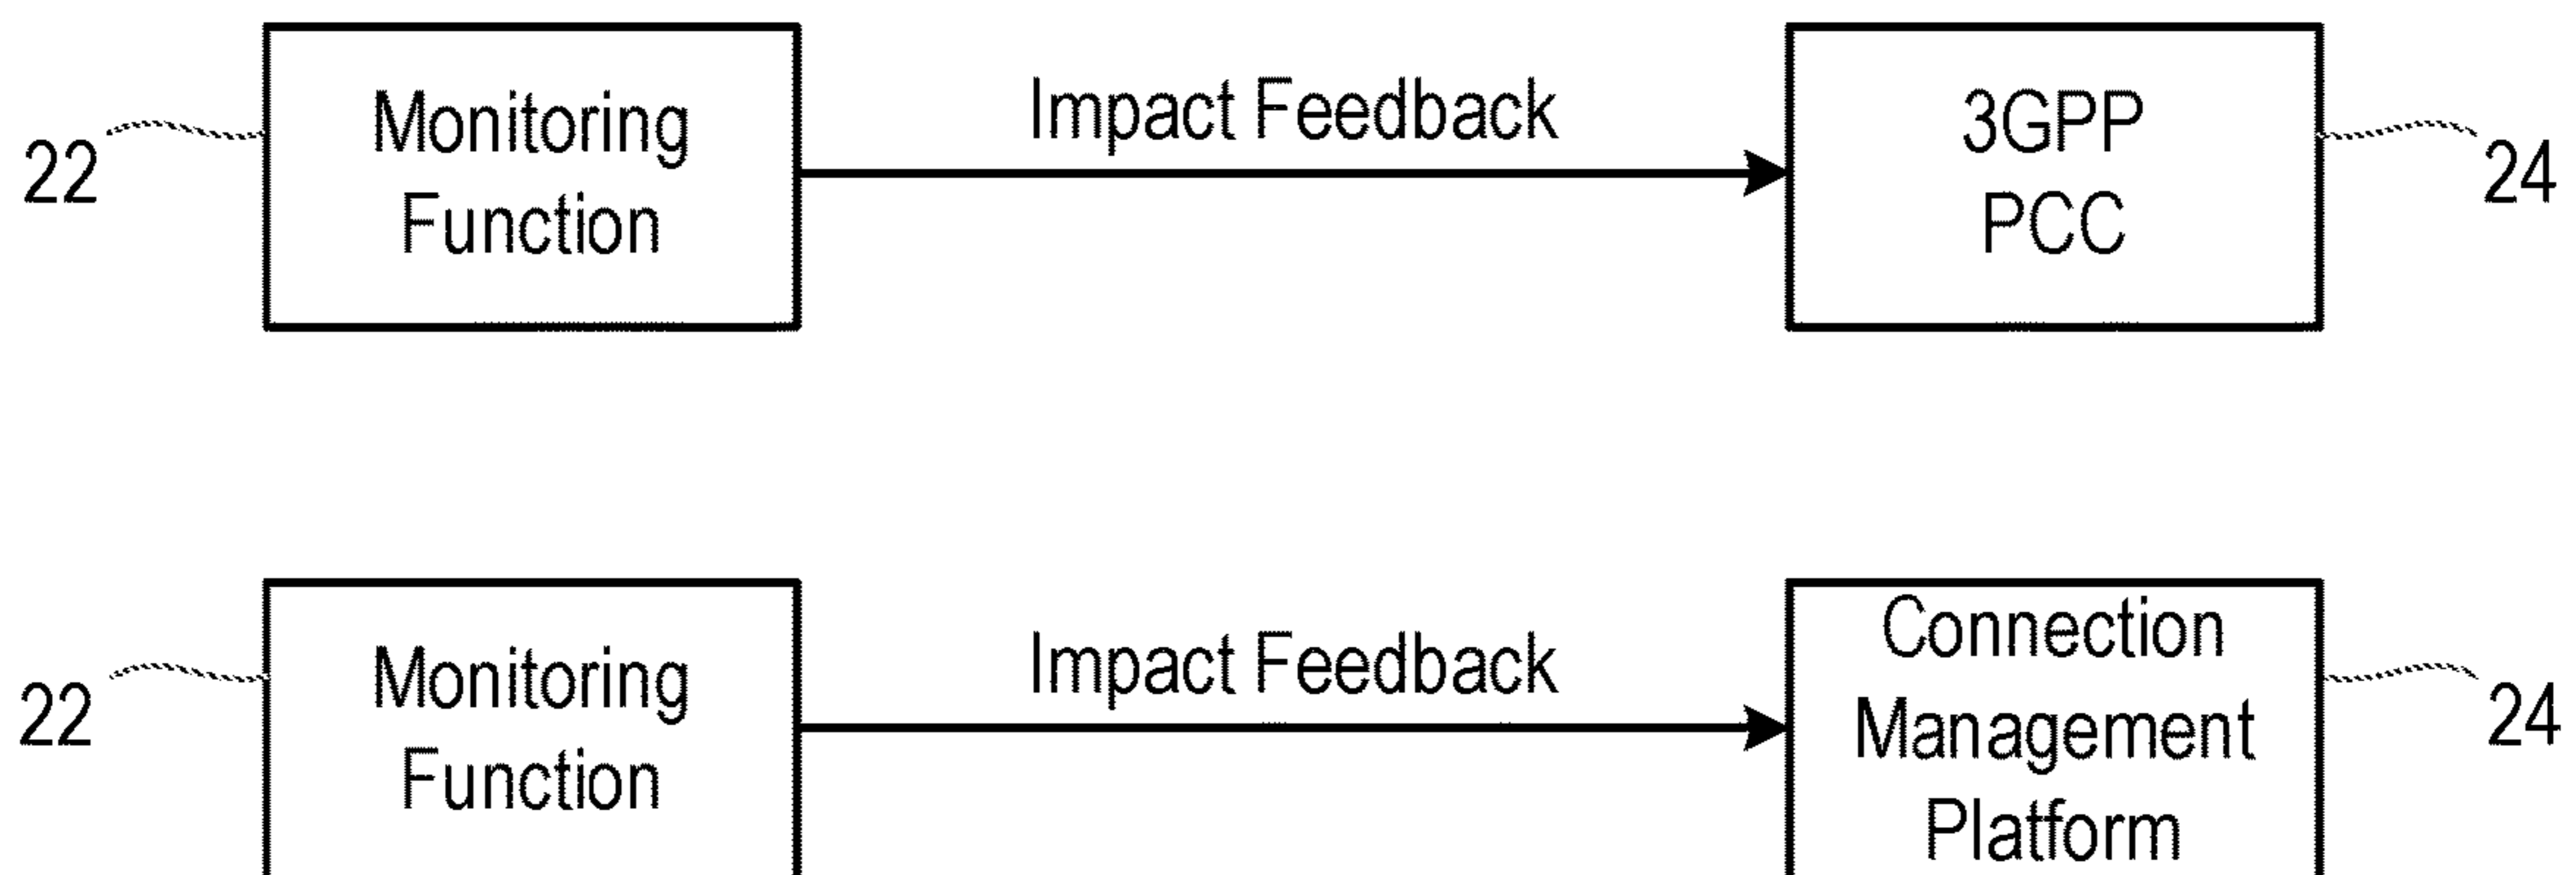 22
Monitoring
Function
Impact Feedback
3GPP
PCC
24
22
Monitoring
Function
Impact Feedback
Connection
Management
Platform
24